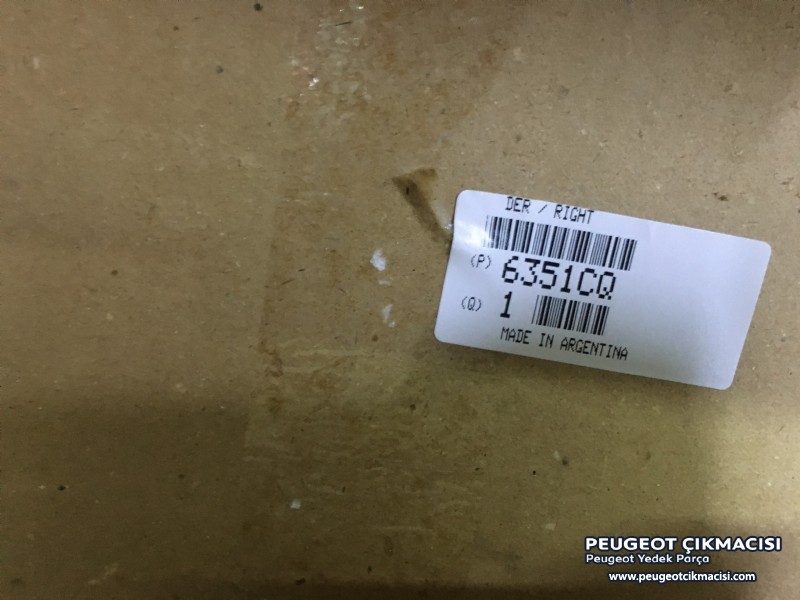 DER / RIGHT
(P) 6351CQ
(Q) 1
MADE IN ARGENTINA
PEUGEOT ÇIKMACISI
Peugeot Yedek Parça
www.peugeotcikmacisi.com